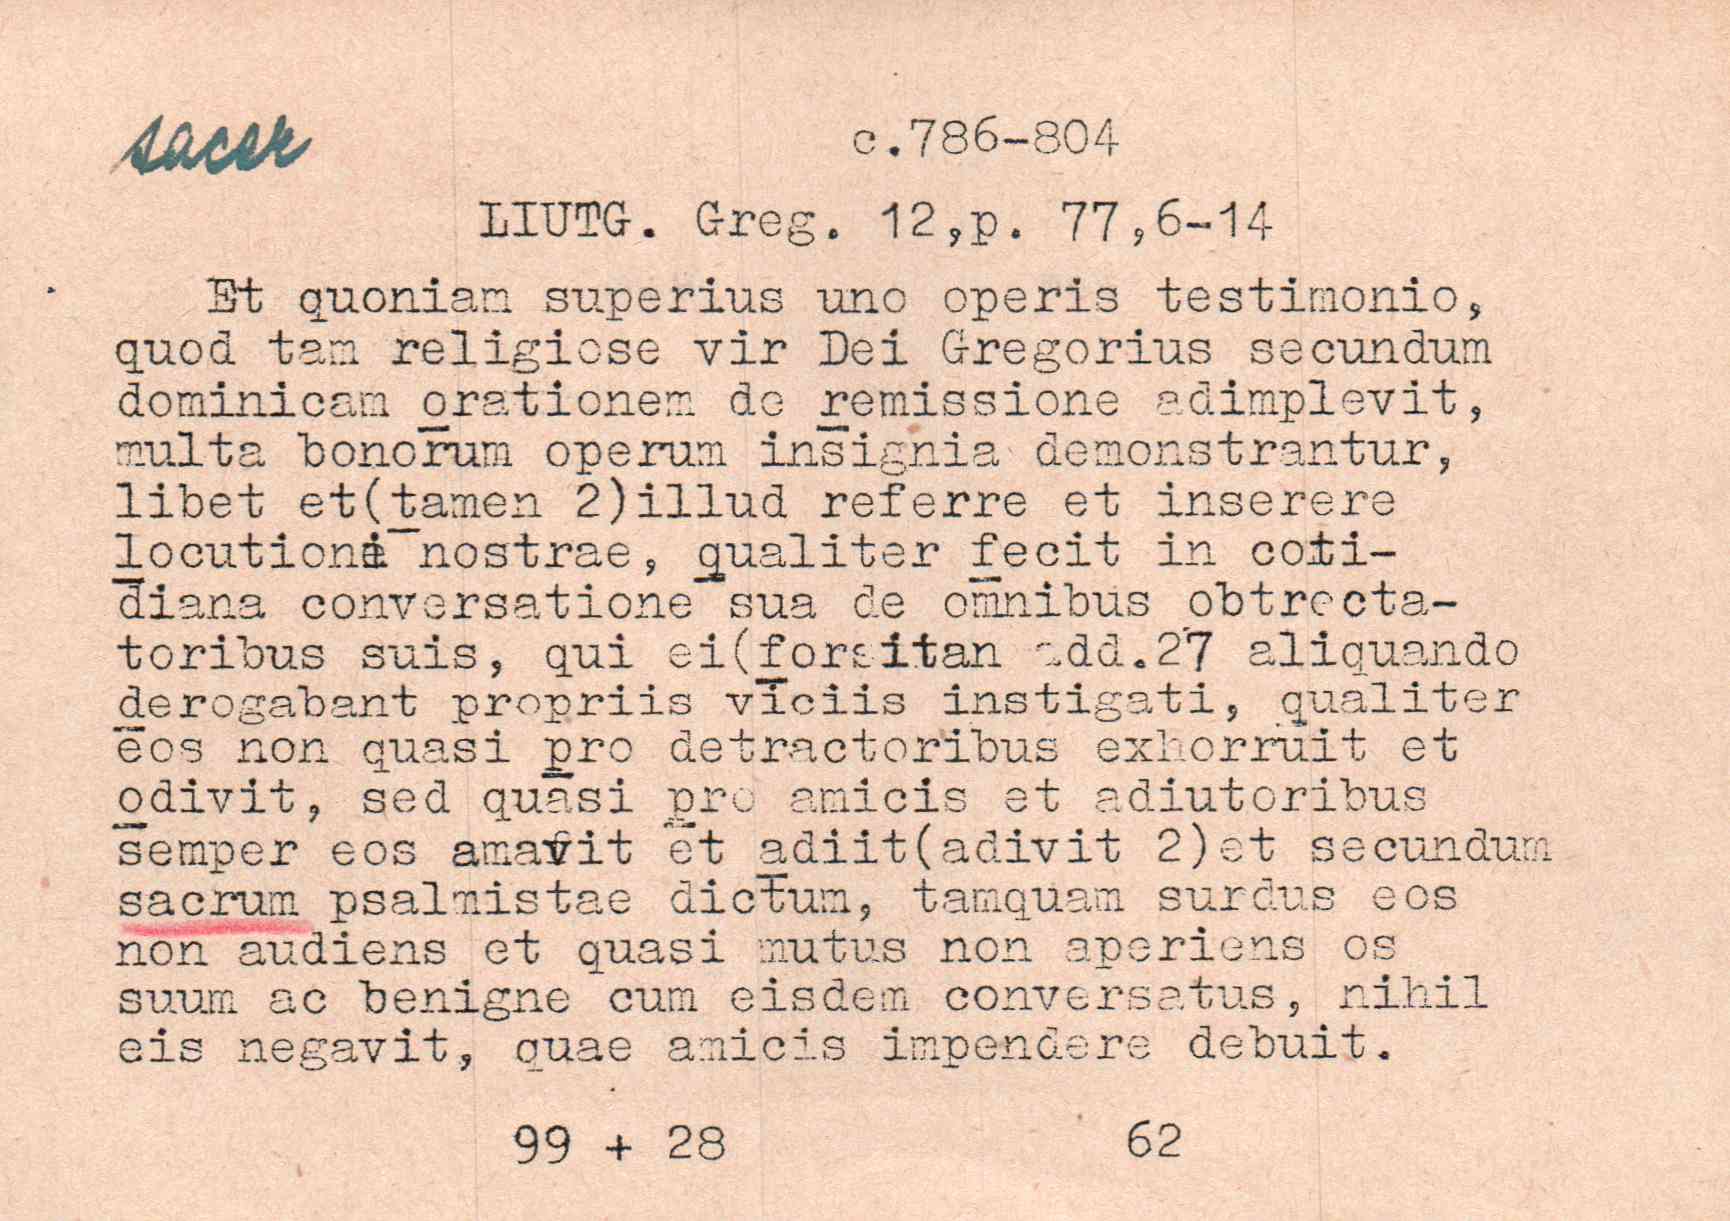 sacer
c.786-804
LIUTG. Greg. 12,p. 77,6-14
Et quoniam superius uno operis testimonio,
quod tam religiose vir Dei Gregorius secundum
dominicam orationem de remissione adimplevit,
multa bonorum operum insignia demonstrantur,
libet et(tamen 2)illud referre et inserere
locutioni nostrae, qualiter fecit in coti-
diana conversatione sua de omnibus obtrecta-
toribus suis, qui ei(forsitan add.27 aliquando
derogabant propriis viciis instigati, qualiter
eos non quasi pro detractoribus exhorruit et
odivit, sed quasi pro amicis et adiutoribus
semper eos amavit et adiit(adivit 2)et secundum
sacrum psalmistae dictum, tamquam surdus eos
non audiens et quasi mutus non aperiens os
suum ac benigne cum eisdem conversatus, nihil
eis negavit, quae amicis impendere debuit.
99 + 28 62